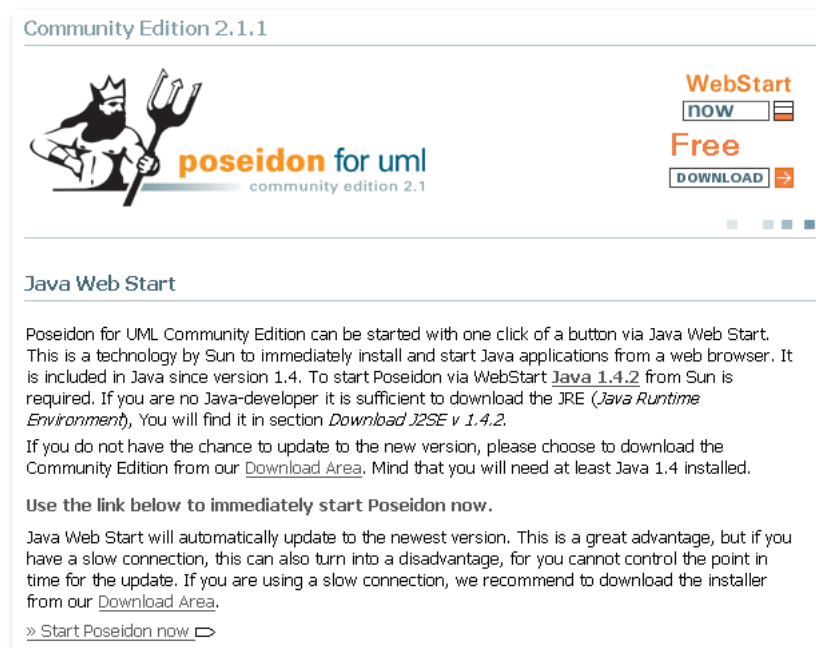 Community Edition 2.1.1
WebStart
now
Free
DOWNLOAD
poseidon for uml
community edition 2.1
Java Web Start
Poseidon for UML Community Edition can be started with one click of a button via Java Web Start.
This is a technology by Sun to immediately install and start Java applications from a web browser. It
is included in Java since version 1.4. To start Poseidon via WebStart Java 1.4.2 from Sun is
required. If you are no Java-developer it is sufficient to download the JRE (Java Runtime
Environment), You will find it in section Download J2SE v 1.4.2.
If you do not have the chance to update to the new version, please choose to download the
Community Edition from our Download Area. Mind that you will need at least Java 1.4 installed.
Use the link below to immediately start Poseidon now.
Java Web Start will automatically update to the newest version. This is a great advantage, but if you
have a slow connection, this can also turn into a disadvantage, for you cannot control the point in
time for the update. If you are using a slow connection, we recommend to download the installer
from our Download Area.
» Start Poseidon now